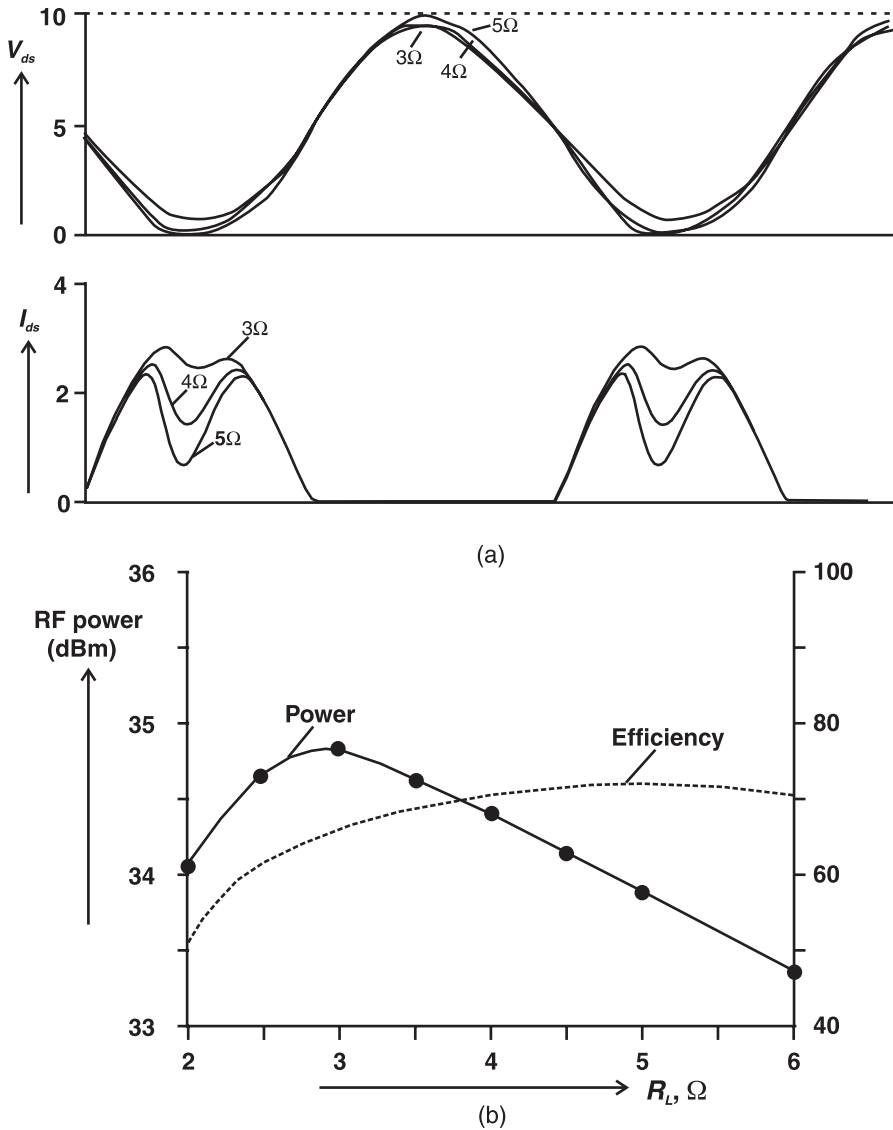 10
V_ds
5Ω
3Ω
4Ω
5
0
4
I_ds
3Ω
2
4Ω
5Ω
0
(a)
36
100
RF power
(dBm)
35
80
Power
Efficiency
34
60
33
40
2
3
4
5
6
R_L, Ω
(b)